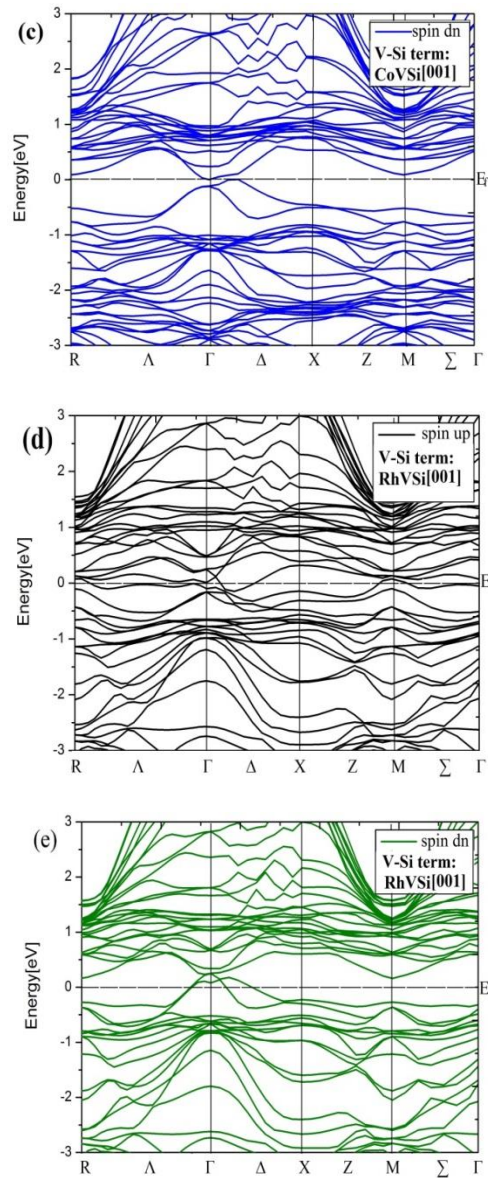 (c)
spin dn
V-Si term:
CoVSi[001]
Energy[eV]
3
2
1
0
-1
-2
-3
E_f
R Λ Γ Δ X Z M Σ Γ
(d)
spin up
V-Si term:
RhVSi[001]
Energy[eV]
3
2
1
0
-1
-2
-3
E
R Λ Γ Δ X Z M Σ Γ
(e)
spin dn
V-Si term:
RhVSi[001]
Energy[eV]
3
2
1
0
-1
-2
-3
E
R Λ Γ Δ X Z M Σ Γ